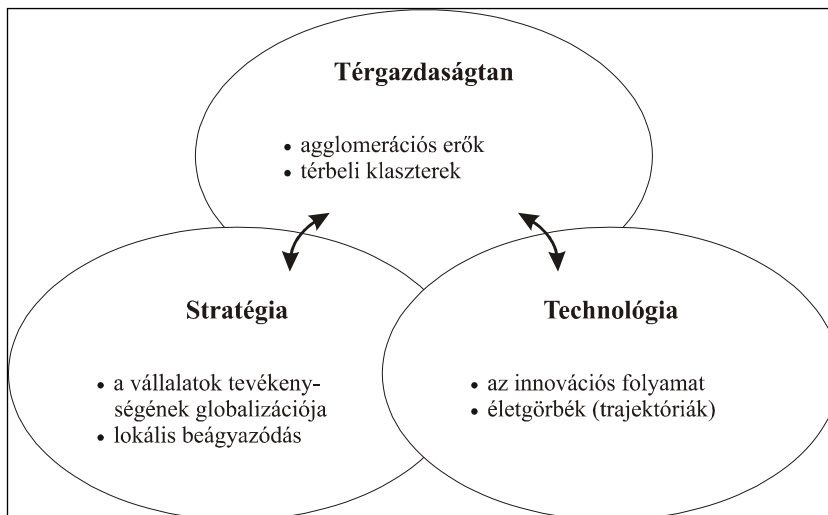 Térgazdaságtan
• agglomerációs erők
• térbeli klaszterek
Stratégia
• a vállalatok tevékeny-
ségének globalizációja
• lokális beágyazódás
Technológia
• az innovációs folyamat
• életgörbék (trajektóriák)